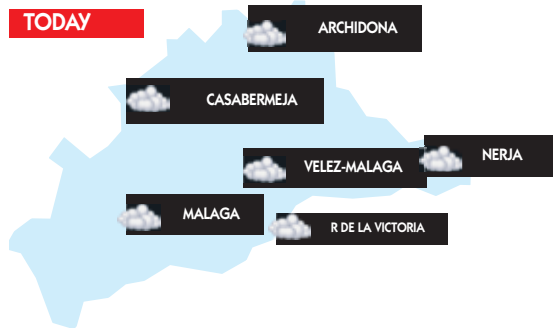 TODAY
ARCHIDONA
CASABERMEJA
VELEZ-MALAGA
NERJA
MALAGA
R DE LA VICTORIA